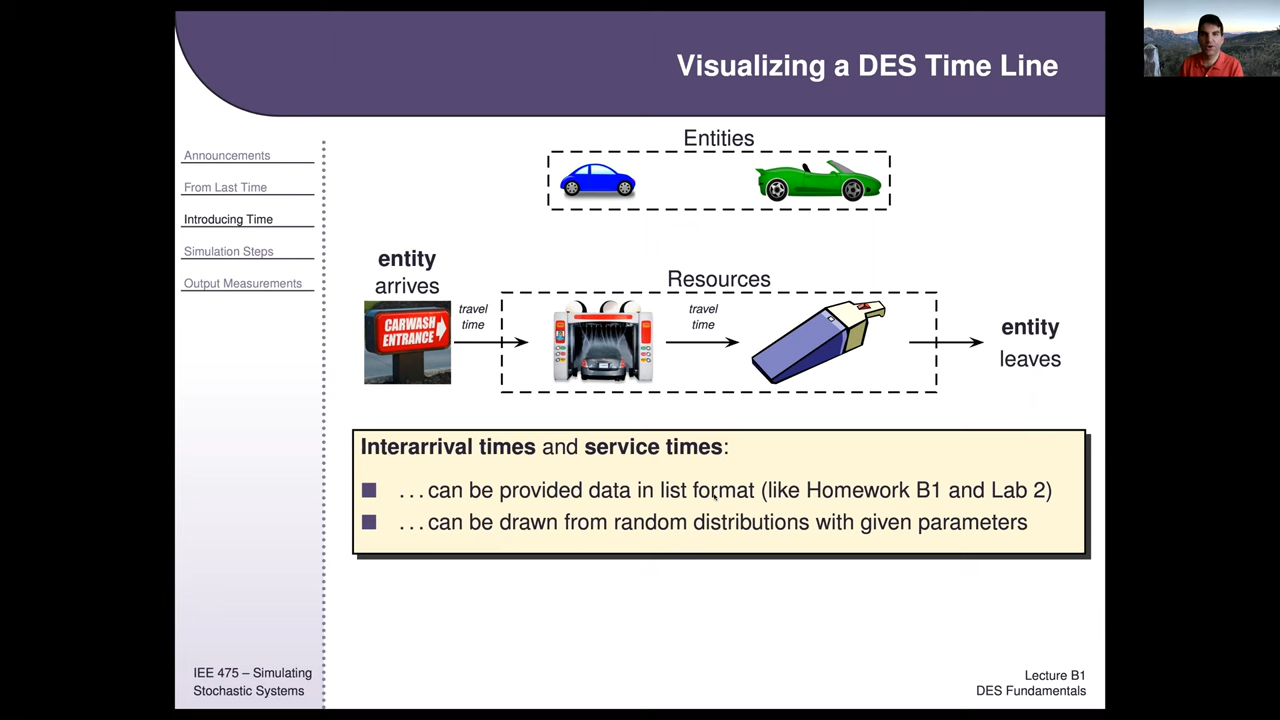 Visualizing a DES Time Line
Announcements
From Last Time
Introducing Time
Simulation Steps
Output Measurements
Entities
entity
arrives
CARWASH
ENTRANCE
travel
time
Resources
travel
time
entity
leaves
Interarrival times and service times:
...can be provided data in list format (like Homework B1 and Lab 2)
...can be drawn from random distributions with given parameters
IEE 475 – Simulating
Stochastic Systems
Lecture B1
DES Fundamentals